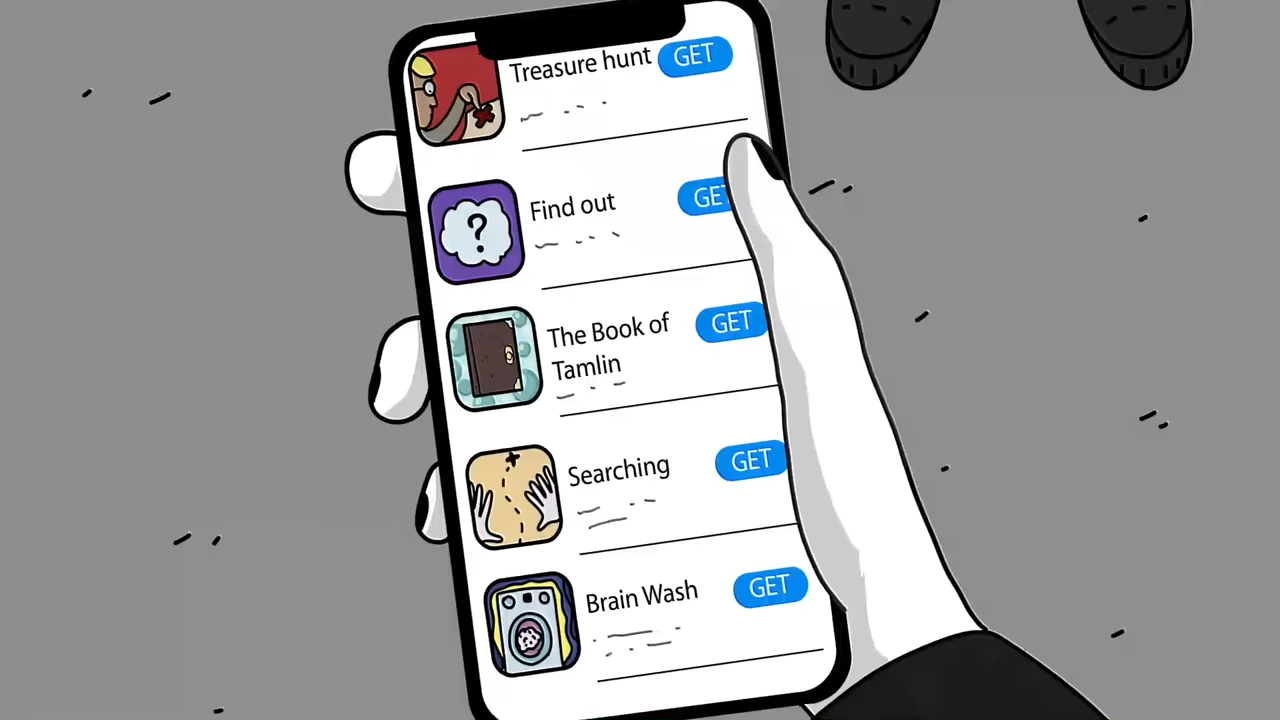 Treasure hunt GET
Find out GET
The Book of GET
Tamlin
Searching GET
Brain Wash GET